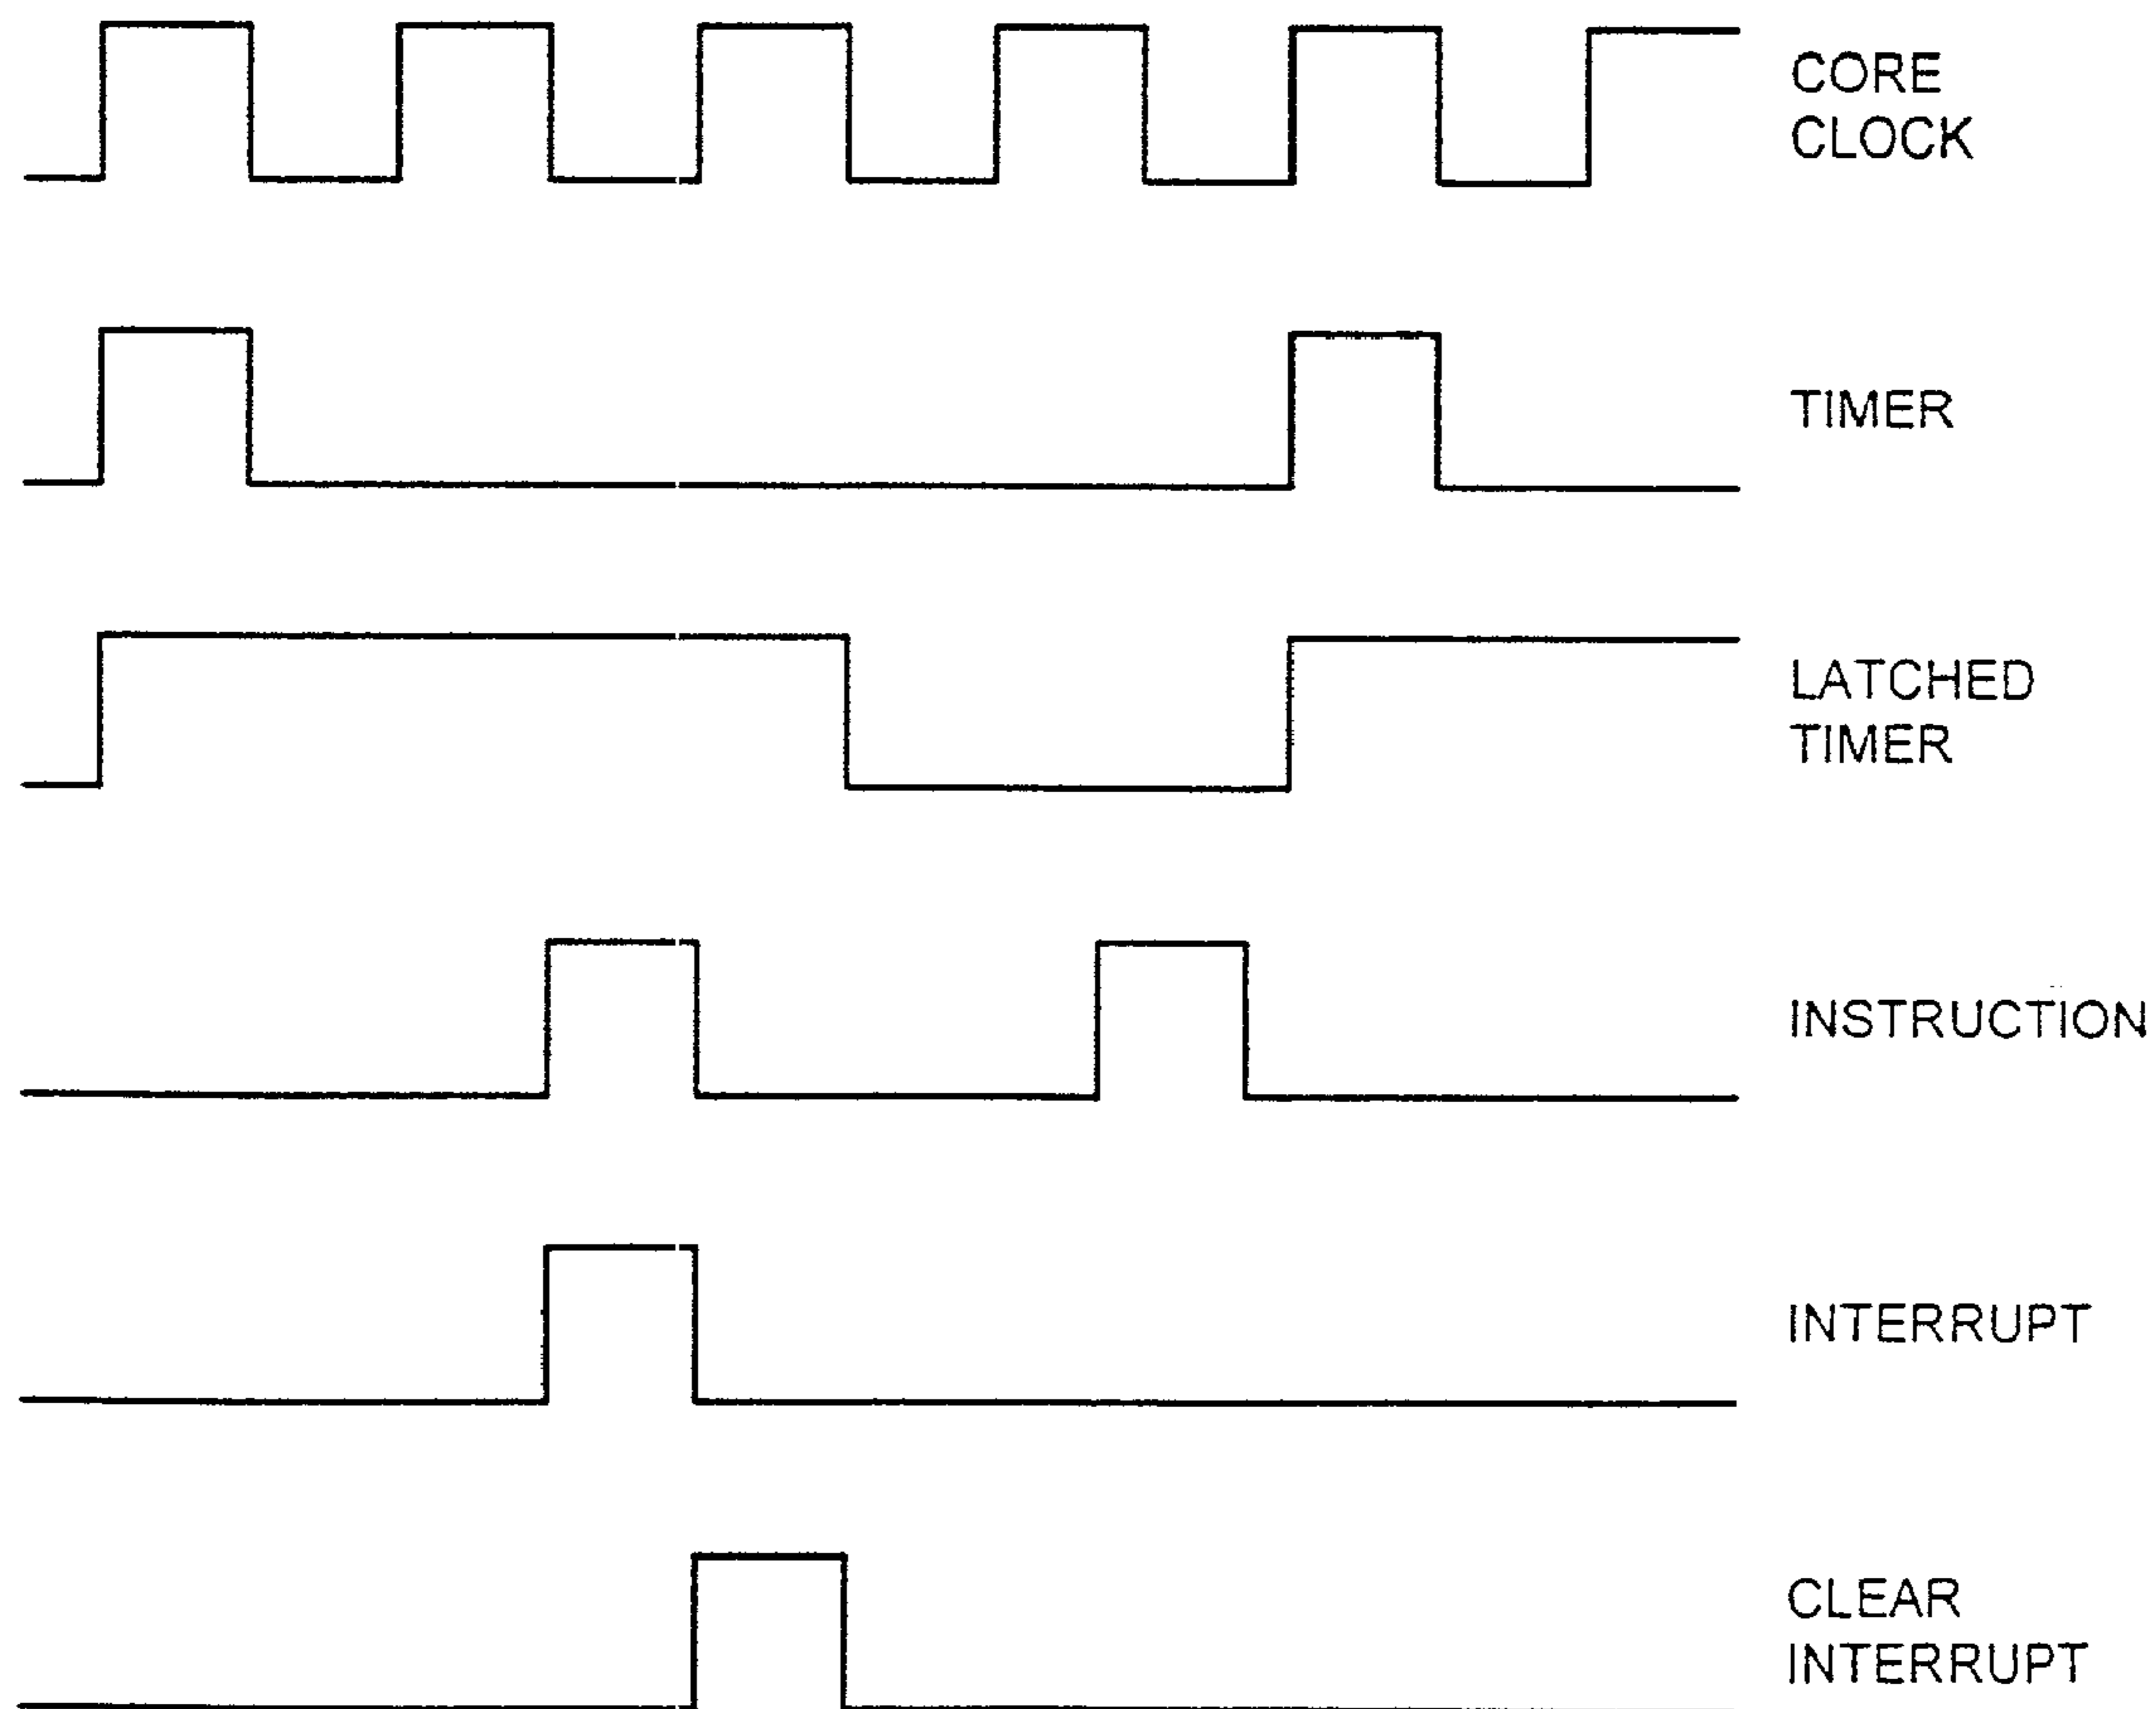 CORE
CLOCK
TIMER
LATCHED
TIMER
INSTRUCTION
INTERRUPT
CLEAR
INTERRUPT